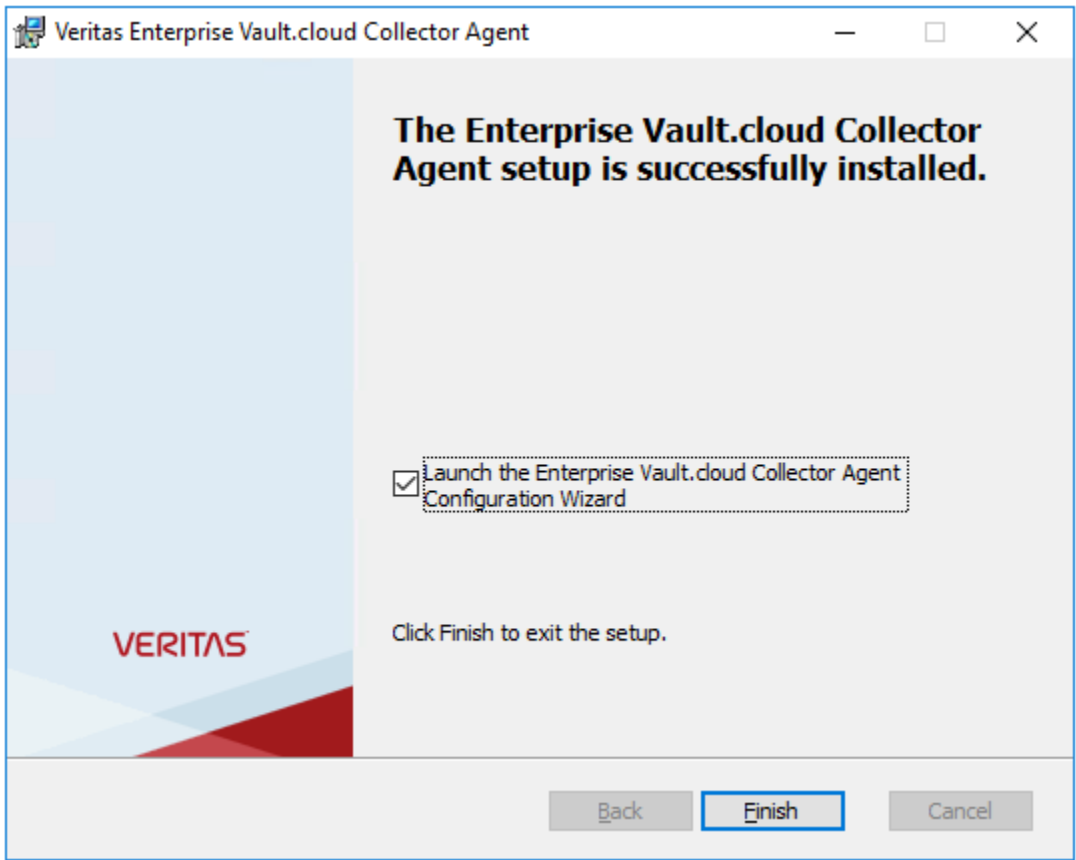 Veritas Enterprise Vault.cloud Collector Agent
The Enterprise Vault.cloud Collector
Agent setup is successfully installed.
Launch the Enterprise Vault.cloud Collector Agent
Configuration Wizard
VERITAS
Click Finish to exit the setup.
Back
Finish
Cancel